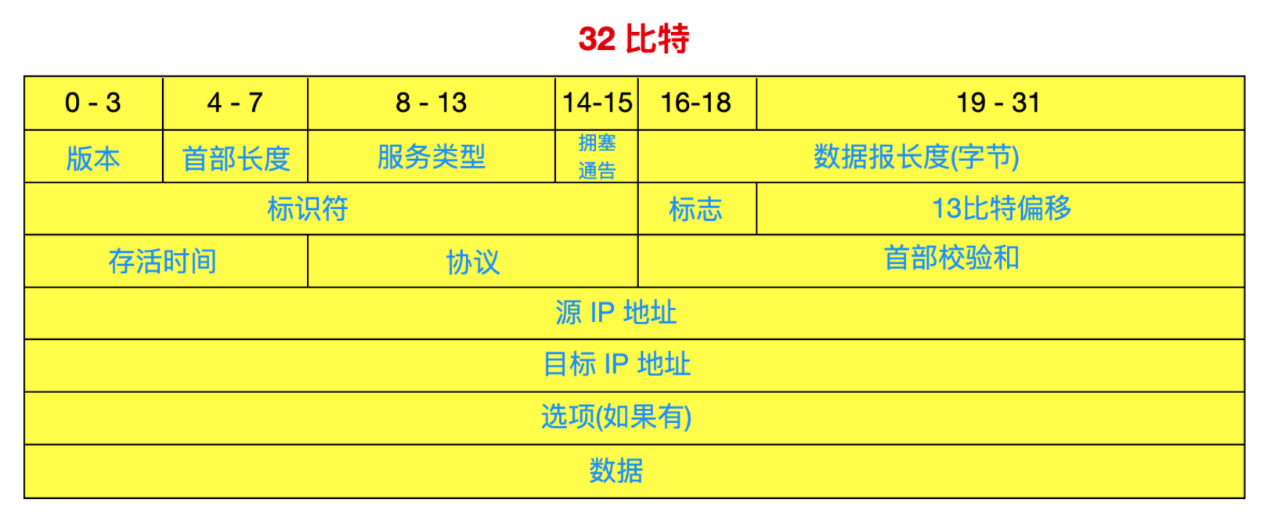 32 比特
0 - 3 4 - 7 8 - 13 14-15 16-18 19 - 31
版本 首部长度 服务类型 拥塞 数据报长度(字节)
通告
标识符 标志 13比特偏移
存活时间 协议 首部校验和
源 IP 地址
目标 IP 地址
选项(如果有)
数据